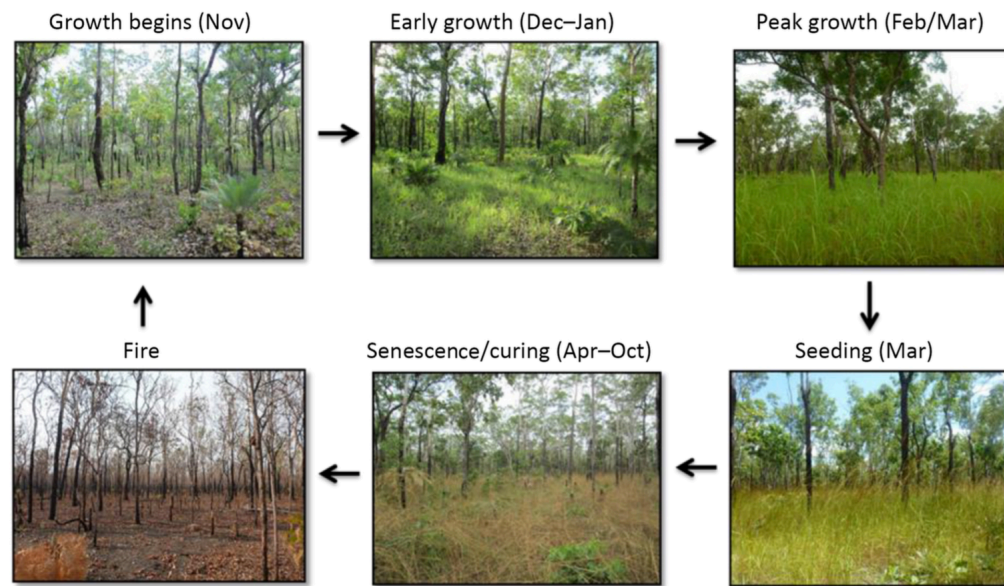 Growth begins (Nov)
Early growth (Dec–Jan)
Peak growth (Feb/Mar)
Fire
Senescence/curing (Apr–Oct)
Seeding (Mar)